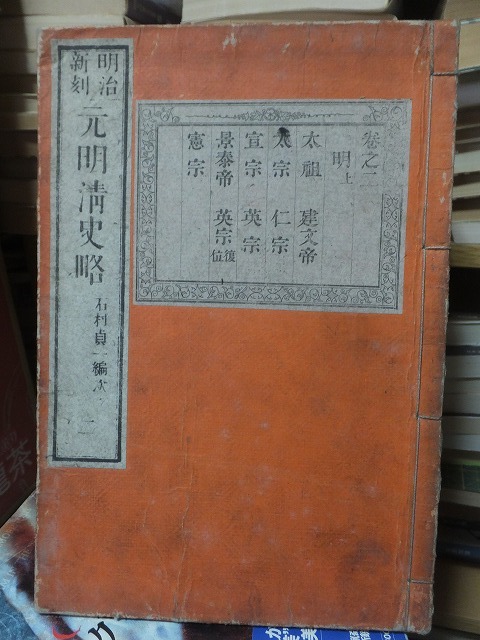 明治
新刻
元明清史略
石村貞一編次
二
卷之二
明上
太祖 建文帝
太宗 仁宗
宣宗 英宗
景泰帝 英宗復位
憲宗
茶